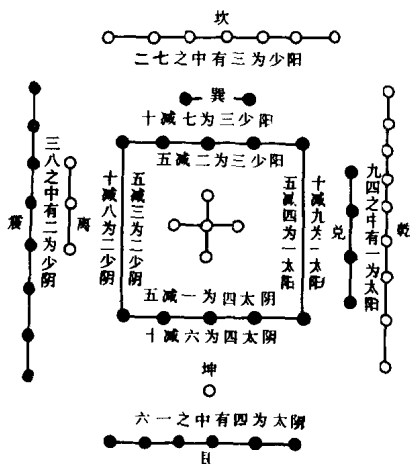 坎
二七之中有三为少阳
巽
十减七为三少阳
五减二为三少阳
震
离
三八之中有二为少阴
十减八为二少阴
五减三为二少阴
五减四为一太阳
十减九为一太阳
兑
九四之中有一为太阳
乾
五减一为四太阴
十减六为四太阴
坤
六一之中有四为太阴
艮